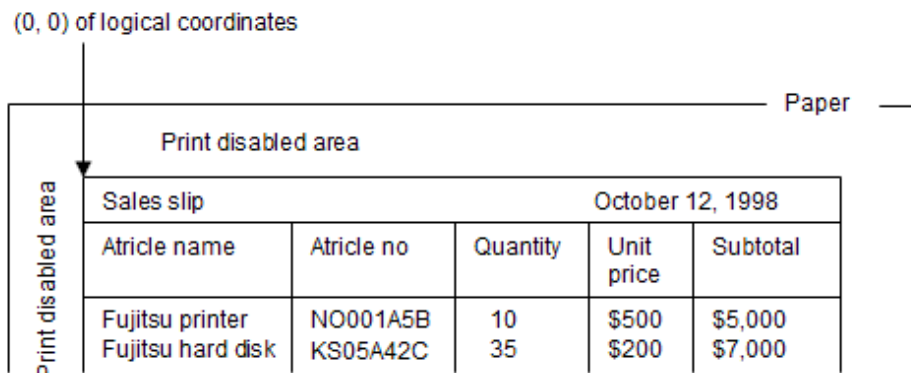 (0, 0) of logical coordinates
Paper
Print disabled area
Print disabled area
Sales slip October 12, 1998
Atricle name Atricle no Quantity Unit price Subtotal
Fujitsu printer NO001A5B 10 $500 $5,000
Fujitsu hard disk KS05A42C 35 $200 $7,000